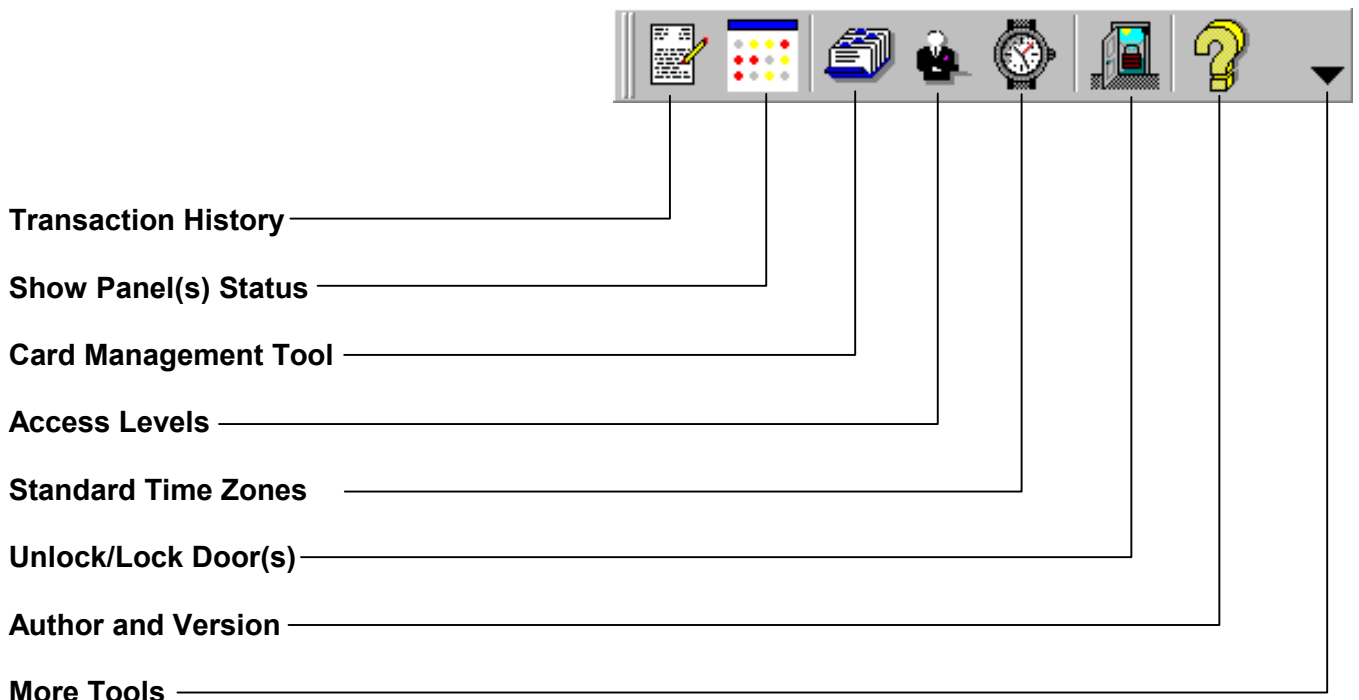 Transaction History
Show Panel(s) Status
Card Management Tool
Access Levels
Standard Time Zones
Unlock/Lock Door(s)
Author and Version
More Tools